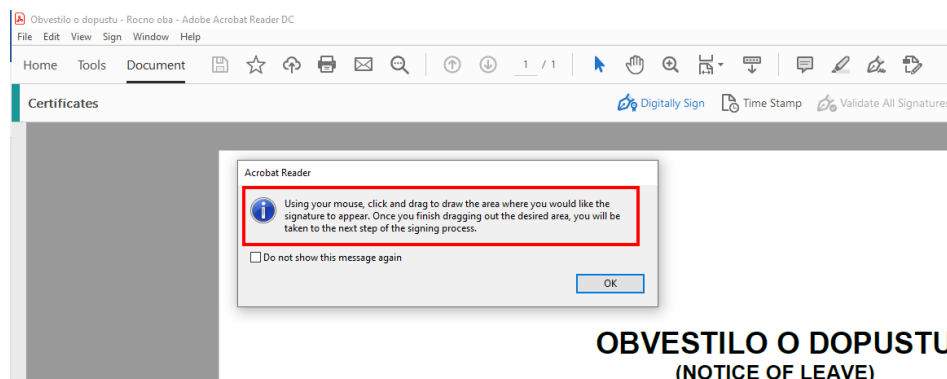 Obvestilo o dopustu - Rocno oba - Adobe Acrobat Reader DC
File Edit View Sign Window Help
Home Tools Document 1 / 1
Certificates Digitally Sign Time Stamp Validate All Signatures
Acrobat Reader
Using your mouse, click and drag to draw the area where you would like the
signature to appear. Once you finish dragging out the desired area, you will be
taken to the next step of the signing process.
Do not show this message again
OK
OBVESTILO O DOPUSTU
(NOTICE OF LEAVE)